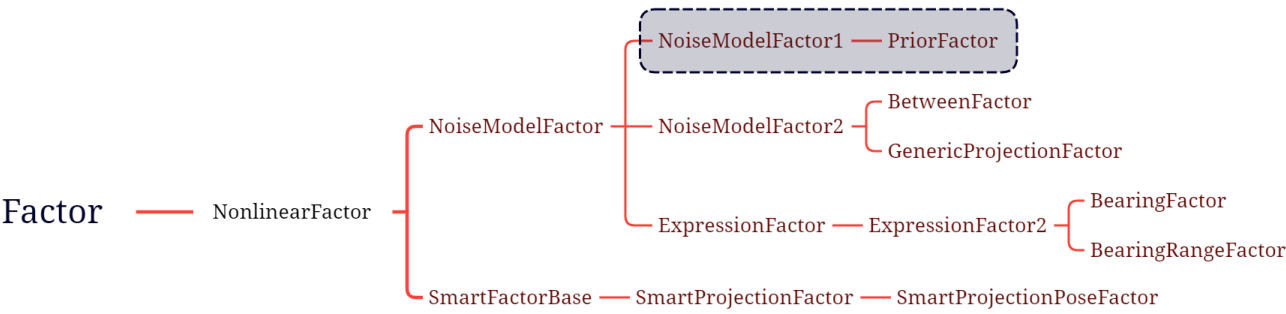 Factor
NonlinearFactor
NoiseModelFactor
NoiseModelFactor1
PriorFactor
NoiseModelFactor2
BetweenFactor
GenericProjectionFactor
ExpressionFactor
ExpressionFactor2
BearingFactor
BearingRangeFactor
SmartFactorBase
SmartProjectionFactor
SmartProjectionPoseFactor